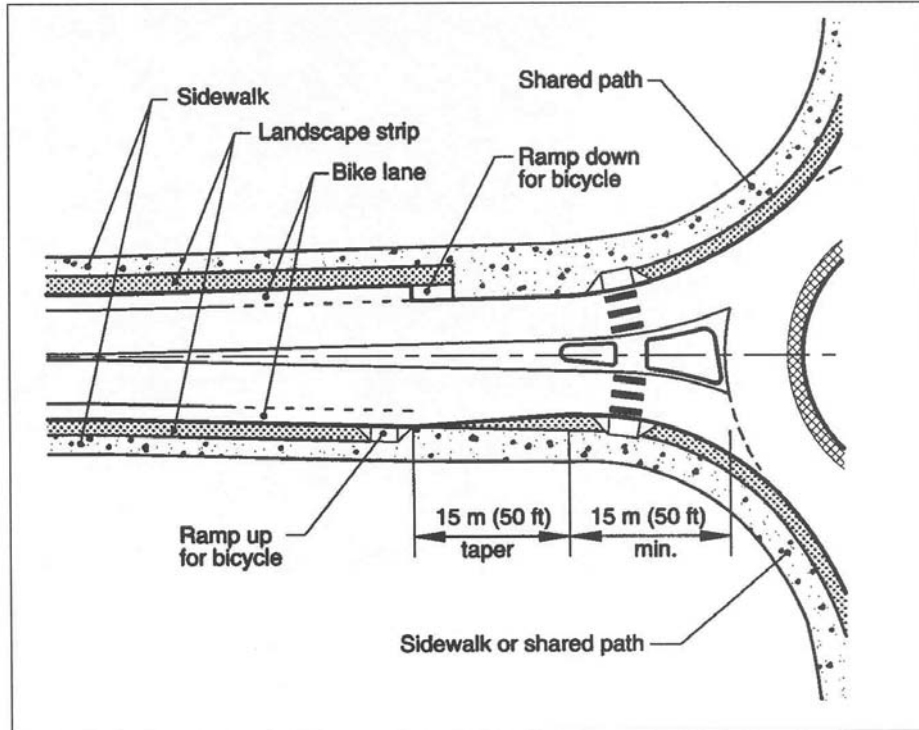 Shared path
Sidewalk
Landscape strip
Bike lane
Ramp down
for bicycle
15 m (50 ft)
taper
15 m (50 ft)
min.
Ramp up
for bicycle
Sidewalk or shared path